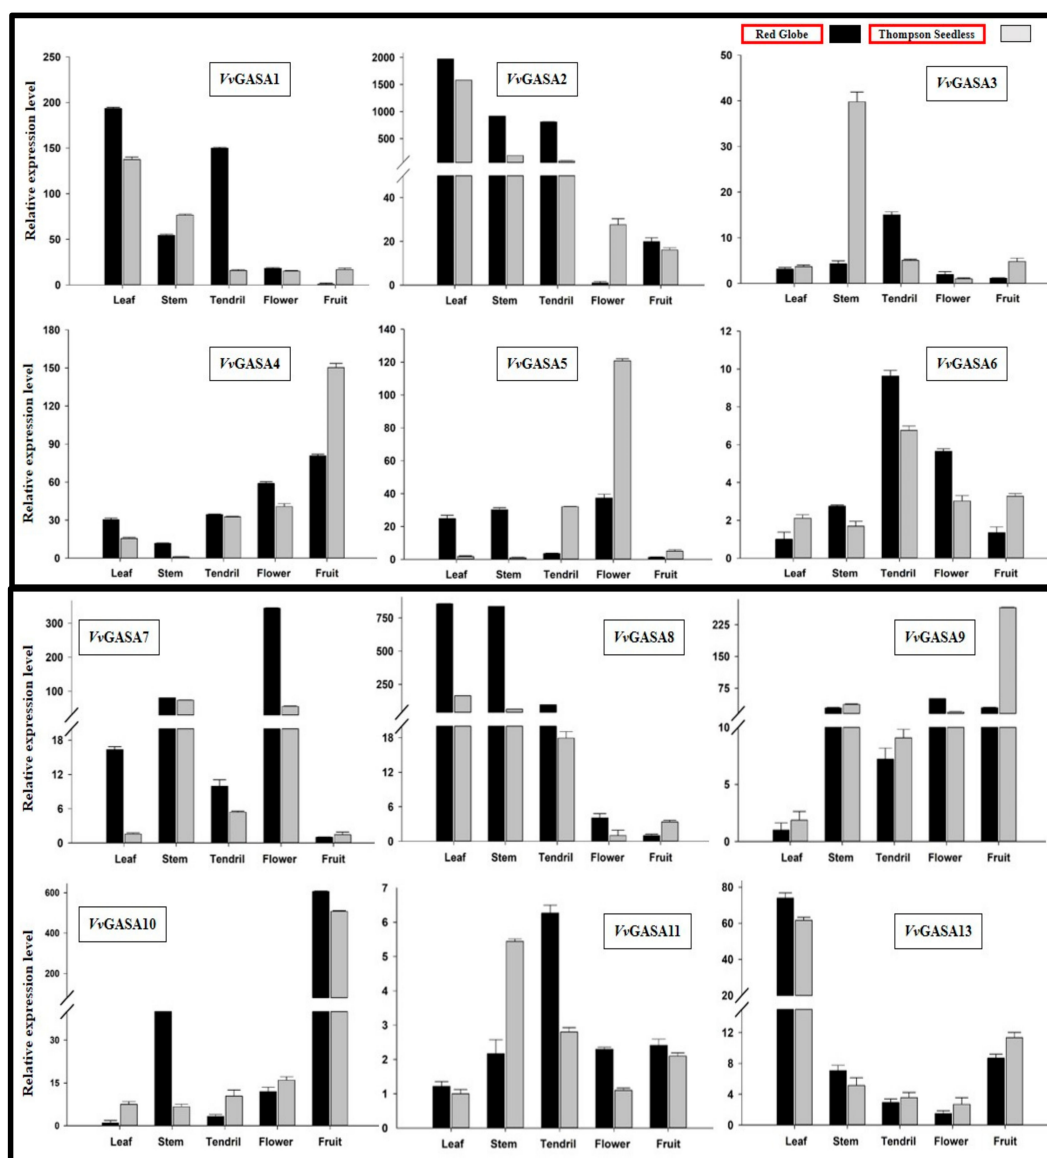 Red Globe Thompson Seedless
VvGASA1 VvGASA2 VvGASA3
Relative expression level
250 200 150 100 50 0
Leaf Stem Tendril Flower Fruit
2000 1500 1000 500 40 20 0
Leaf Stem Tendril Flower Fruit
50 40 30 20 10 0
Leaf Stem Tendril Flower Fruit
VvGASA4 VvGASA5 VvGASA6
Relative expression level
180 150 120 90 60 30 0
Leaf Stem Tendril Flower Fruit
140 120 100 80 60 40 20 0
Leaf Stem Tendril Flower Fruit
12 10 8 6 4 2 0
Leaf Stem Tendril Flower Fruit
VvGASA7 VvGASA8 VvGASA9
Relative expression level
300 200 100 18 12 6 0
Leaf Stem Tendril Flower Fruit
750 500 250 18 12 6 0
Leaf Stem Tendril Flower Fruit
225 150 75 10 5 0
Leaf Stem Tendril Flower Fruit
VvGASA10 VvGASA11 VvGASA13
Relative expression level
600 400 200 30 15 0
Leaf Stem Tendril Flower Fruit
7 6 5 4 3 2 1 0
Leaf Stem Tendril Flower Fruit
80 60 40 20 12 8 4 0
Leaf Stem Tendril Flower Fruit